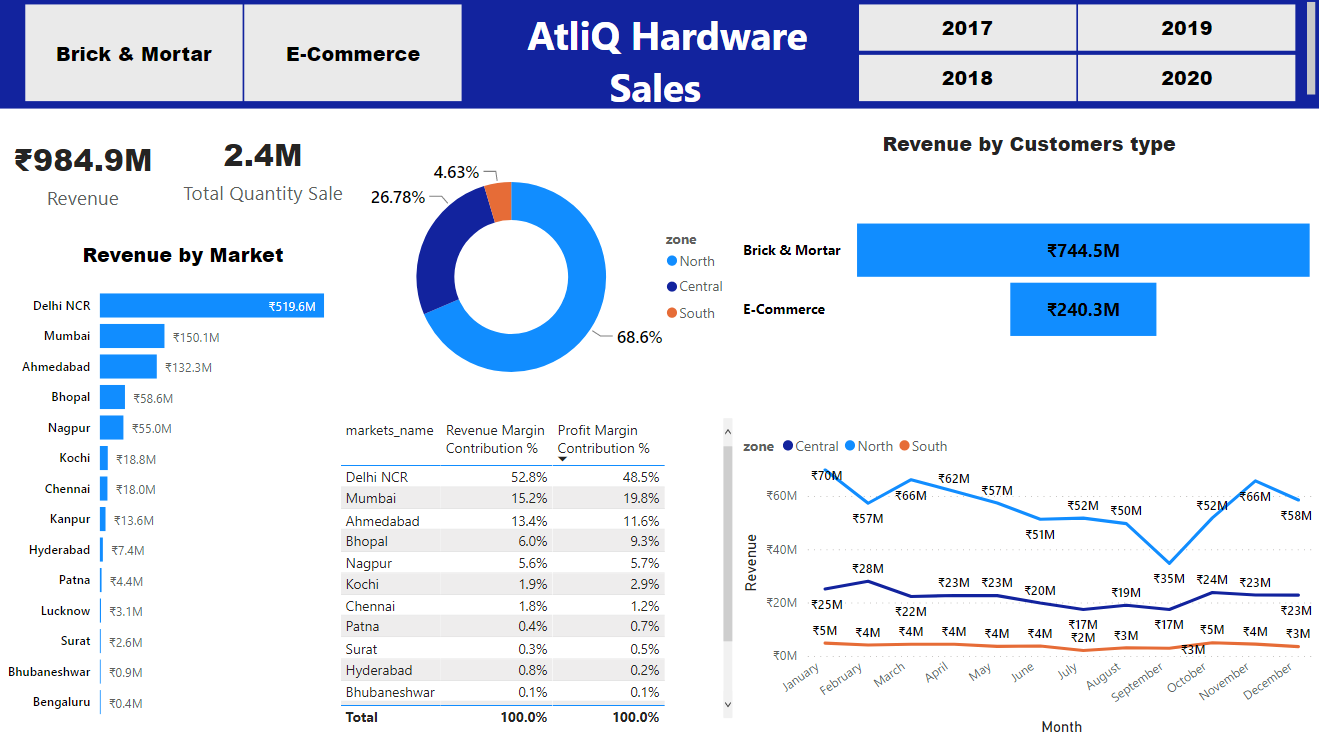 Brick & Mortar
E-Commerce
AtliQ Hardware
Sales
2017
2019
2018
2020
₹984.9M
Revenue
2.4M
Total Quantity Sale
Revenue by Market
Delhi NCR ₹519.6M
Mumbai ₹150.1M
Ahmedabad ₹132.3M
Bhopal ₹58.6M
Nagpur ₹55.0M
Kochi ₹18.8M
Chennai ₹18.0M
Kanpur ₹13.6M
Hyderabad ₹7.4M
Patna ₹4.4M
Lucknow ₹3.1M
Surat ₹2.6M
Bhubaneshwar ₹0.9M
Bengaluru ₹0.4M
4.63%
26.78%
68.6%
zone
North
Central
South
Revenue by Customers type
Brick & Mortar ₹744.5M
E-Commerce ₹240.3M
markets_name Revenue Margin Profit Margin
Contribution % Contribution %
Delhi NCR 52.8% 48.5%
Mumbai 15.2% 19.8%
Ahmedabad 13.4% 11.6%
Bhopal 6.0% 9.3%
Nagpur 5.6% 5.7%
Kochi 1.9% 2.9%
Chennai 1.8% 1.2%
Patna 0.4% 0.7%
Surat 0.3% 0.5%
Hyderabad 0.8% 0.2%
Bhubaneshwar 0.1% 0.1%
Total 100.0% 100.0%
zone Central North South
Revenue
₹60M
₹40M
₹20M
₹0M
₹70M ₹57M ₹66M ₹62M ₹57M ₹51M ₹52M ₹50M ₹35M ₹52M ₹66M ₹58M
₹25M ₹28M ₹22M ₹23M ₹23M ₹20M ₹17M ₹19M ₹17M ₹24M ₹23M ₹23M
₹5M ₹4M ₹4M ₹4M ₹4M ₹4M ₹2M ₹3M ₹3M ₹5M ₹4M ₹3M
January February March April May June July August September October November December
Month